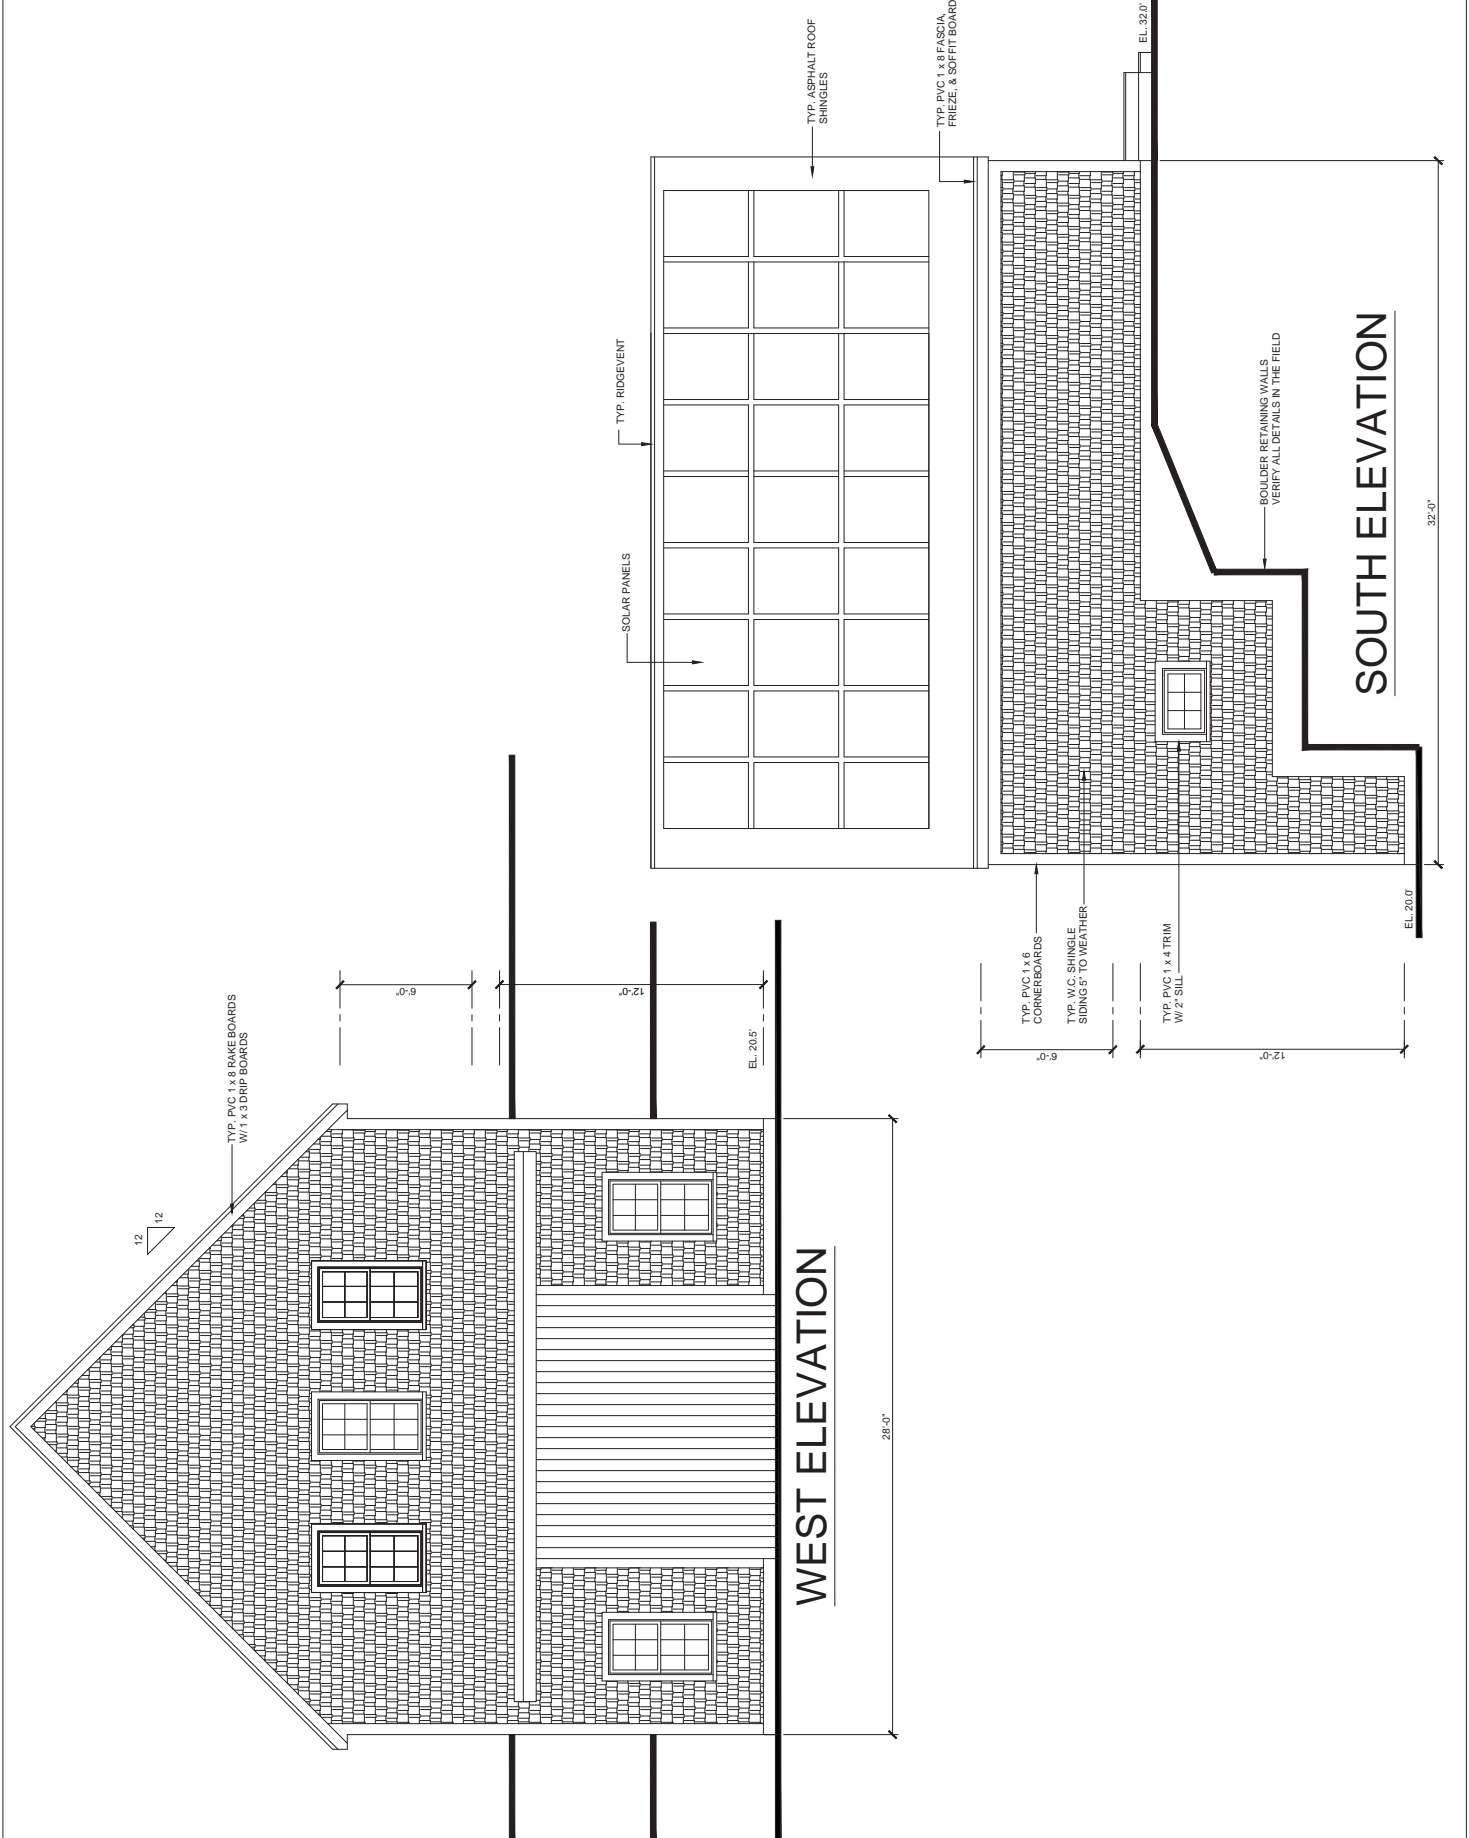 TYP. PVC 1 x 8 RAKE BOARDS
W/ 1 x 3 DRIP BOARDS
12
12
6'-0"
12'-0"
EL. 20.5'
28'-0"
WEST ELEVATION
TYP. RIDGEVENT
SOLAR PANELS
TYP. ASPHALT ROOF
SHINGLES
TYP. PVC 1 x 8 FASCIA,
FRIEZE, & SOFFIT BOARD
EL. 32.0'
TYP. PVC 1 x 6
CORNERBOARDS
TYP. W.C. SHINGLE
SIDING 5" TO WEATHER
TYP. PVC 1 x 4 TRIM
W/ 2" SILL
6'-0"
12'-0"
EL. 20.0'
BOULDER RETAINING WALLS
VERIFY ALL DETAILS IN THE FIELD
32'-0"
SOUTH ELEVATION